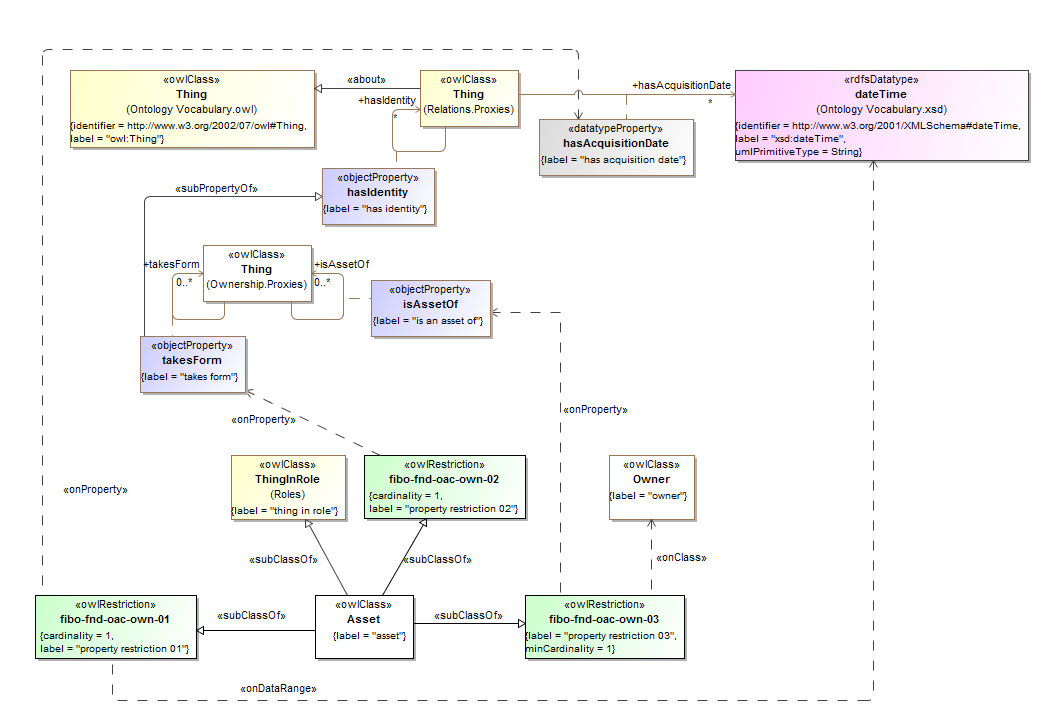 «owlClass»
Thing
(Ontology Vocabulary.owl)
{identifier = http://www.w3.org/2002/07/owl#Thing,
label = "owl:Thing"}
«about»
«owlClass»
Thing
(Relations.Proxies)
+hasIdentity
*
+hasAcquisitionDate
*
«rdfsDatatype»
dateTime
(Ontology Vocabulary.xsd)
{identifier = http://www.w3.org/2001/XMLSchema#dateTime,
label = "xsd:dateTime",
umlPrimitiveType = String}
«datatypeProperty»
hasAcquisitionDate
{label = "has acquisition date"}
«objectProperty»
hasIdentity
{label = "has identity"}
«subPropertyOf»
«owlClass»
Thing
(Ownership.Proxies)
+takesForm
0..*
+isAssetOf
0..*
«objectProperty»
isAssetOf
{label = "is an asset of"}
«objectProperty»
takesForm
{label = "takes form"}
«onProperty»
«onProperty»
«onProperty»
«owlClass»
ThingInRole
(Roles)
{label = "thing in role"}
«owlRestriction»
fibo-fnd-oac-own-02
{cardinality = 1,
label = "property restriction 02"}
«owlClass»
Owner
{label = "owner"}
«subClassOf»
«subClassOf»
«onClass»
«owlRestriction»
fibo-fnd-oac-own-01
{cardinality = 1,
label = "property restriction 01"}
«subClassOf»
«owlClass»
Asset
{label = "asset"}
«subClassOf»
«owlRestriction»
fibo-fnd-oac-own-03
{label = "property restriction 03",
minCardinality = 1}
«onDataRange»